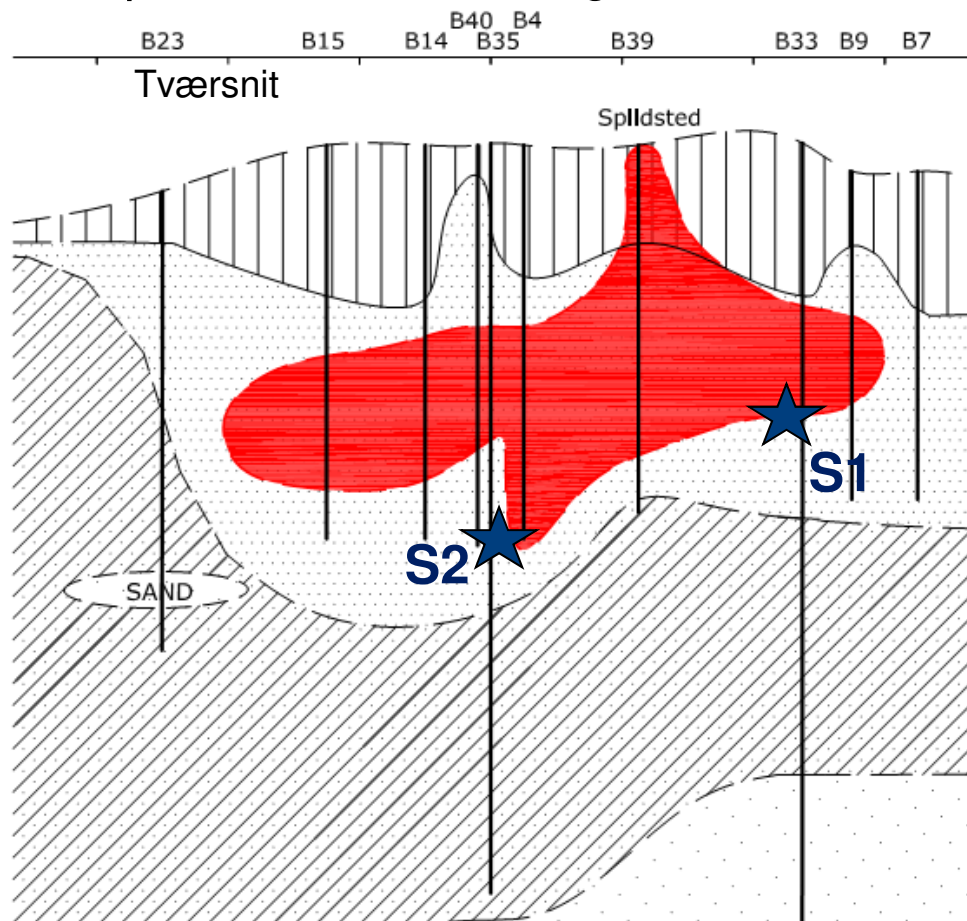 B40 B4
B23 B15 B14 B35 B39 B33 B9 B7
Tværsnit
Spildsted
S1
S2
SAND